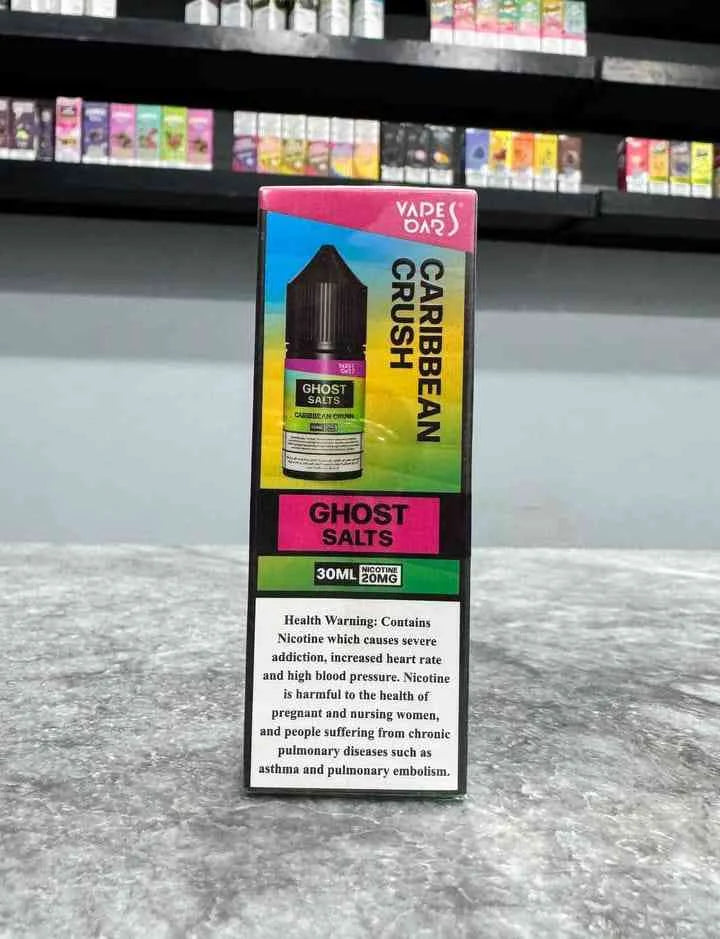 VAPES
BARS
CARIBBEAN
CRUSH
GHOST
SALTS
CARIBBEAN CRUSH
GHOST
SALTS
30ML NICOTINE
20MG
Health Warning: Contains
Nicotine which causes severe
addiction, increased heart rate
and high blood pressure. Nicotine
is harmful to the health of
pregnant and nursing women,
and people suffering from chronic
pulmonary diseases such as
asthma and pulmonary embolism.